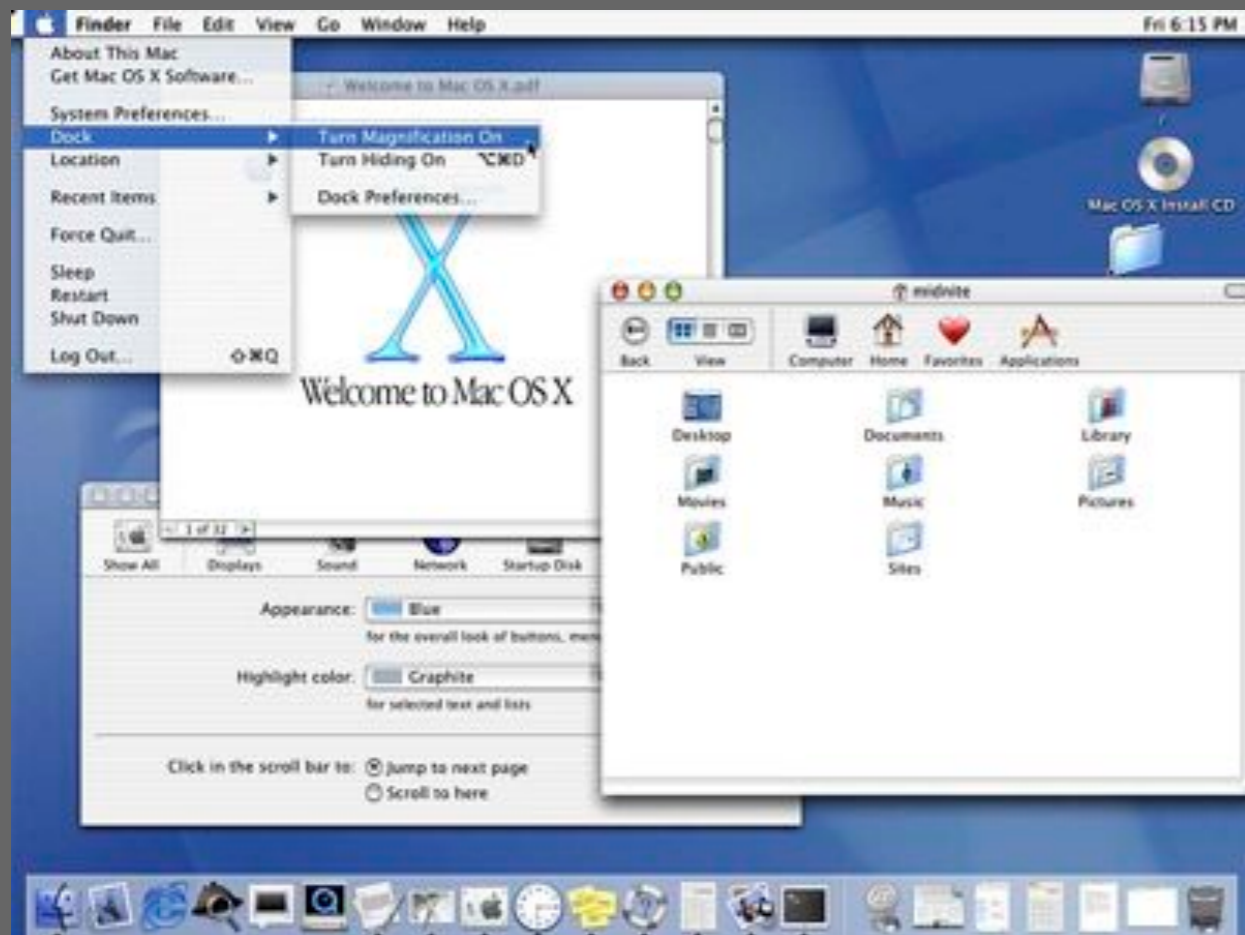 Finder File Edit View Go Window Help
Fri 6:15 PM
About This Mac
Get Mac OS X Software...
System Preferences...
Dock
Location
Recent Items
Force Quit...
Sleep
Restart
Shut Down
Log Out... ⇧⌘Q
Turn Magnification On
Turn Hiding On ⌥⌘D
Dock Preferences...
Welcome to Mac OS X.pdf
X
Welcome to Mac OS X
1 of 32
Mac OS X Install CD
midnite
Back View Computer Home Favorites Applications
Desktop Documents Library
Movies Music Pictures
Public Sites
Show All Displays Sound Network Startup Disk
Appearance: Blue
for the overall look of buttons, men
Highlight color: Graphite
for selected text and lists
Click in the scroll bar to: Jump to next page
Scroll to here